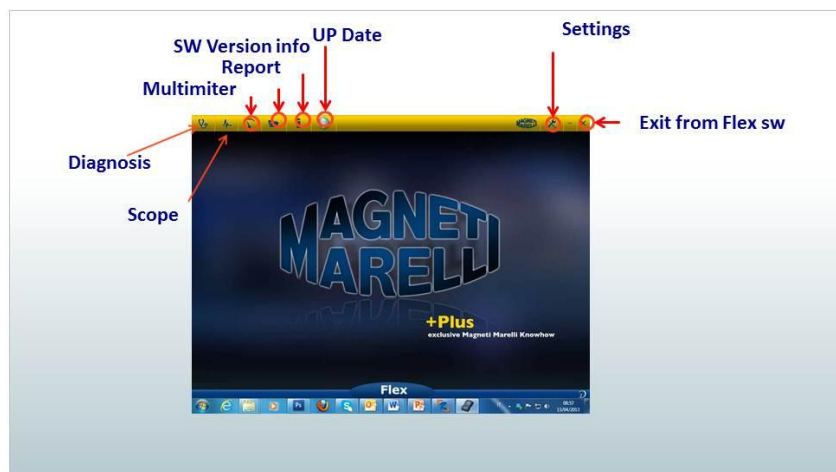 UP Date
Settings
SW Version info
Report
Multimiter
Exit from Flex sw
Diagnosis
Scope
MAGNETI
MARELLI
+Plus
exclusive Magneti Marelli Knowhow
Flex